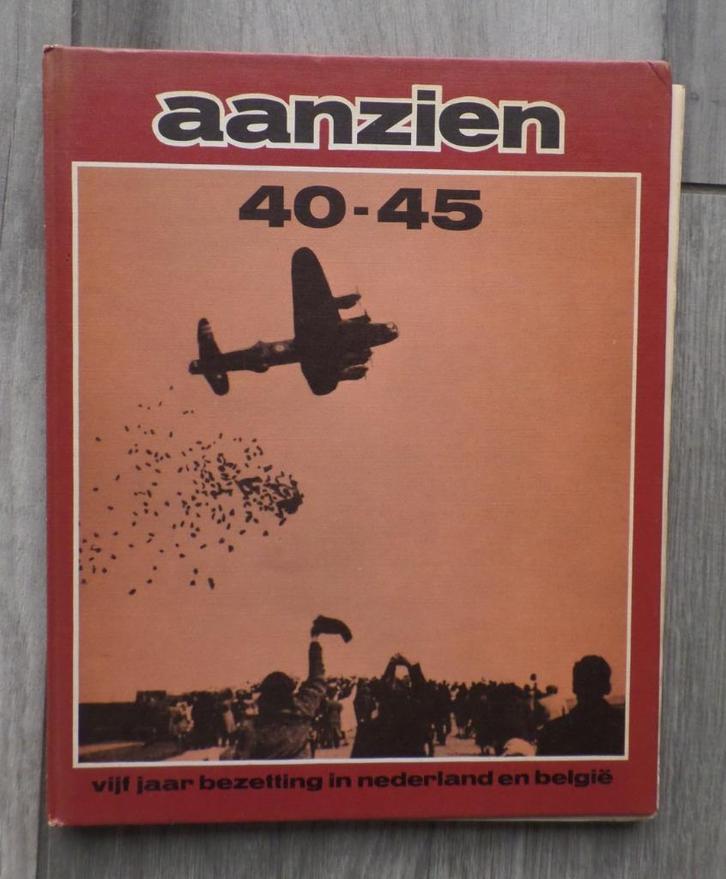 aanzien
40-45
vijf jaar bezetting in nederland en belgië